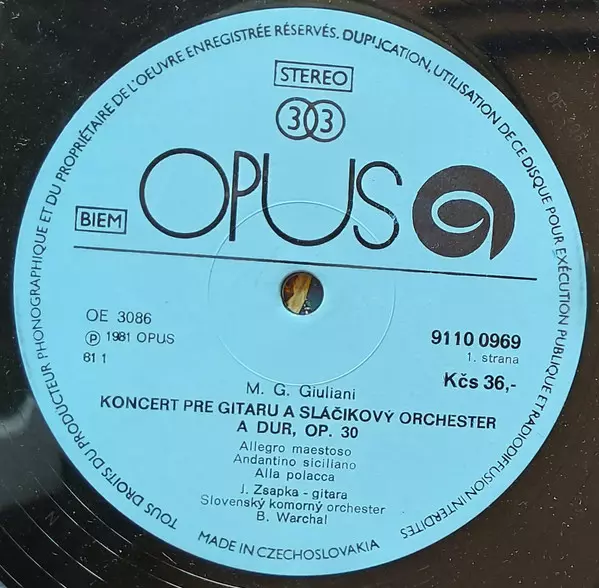 TOUS DROITS DU PRODUCTEUR PHONOGRAPHIQUE ET DU PROPRIÉTAIRE DE L'OEUVRE ENREGISTRÉE RÉSERVÉS. DUPLICATION, UTILISATION DE CE DISQUE POUR EXÉCUTION PUBLIQUE ET RADIODIFFUSION INTERDITES
STEREO
33
OPUS
BIEM
OE 3086
Ⓟ 1981 OPUS
81 1
9110 0969
1. strana
Kčs 36,-
M. G. Giuliani
KONCERT PRE GITARU A SLÁČIKOVÝ ORCHESTER
A DUR, OP. 30
Allegro maestoso
Andantino siciliano
Alla polacca
J. Zsapka - gitara
Slovenský komorný orchester
B. Warchal
MADE IN CZECHOSLOVAKIA